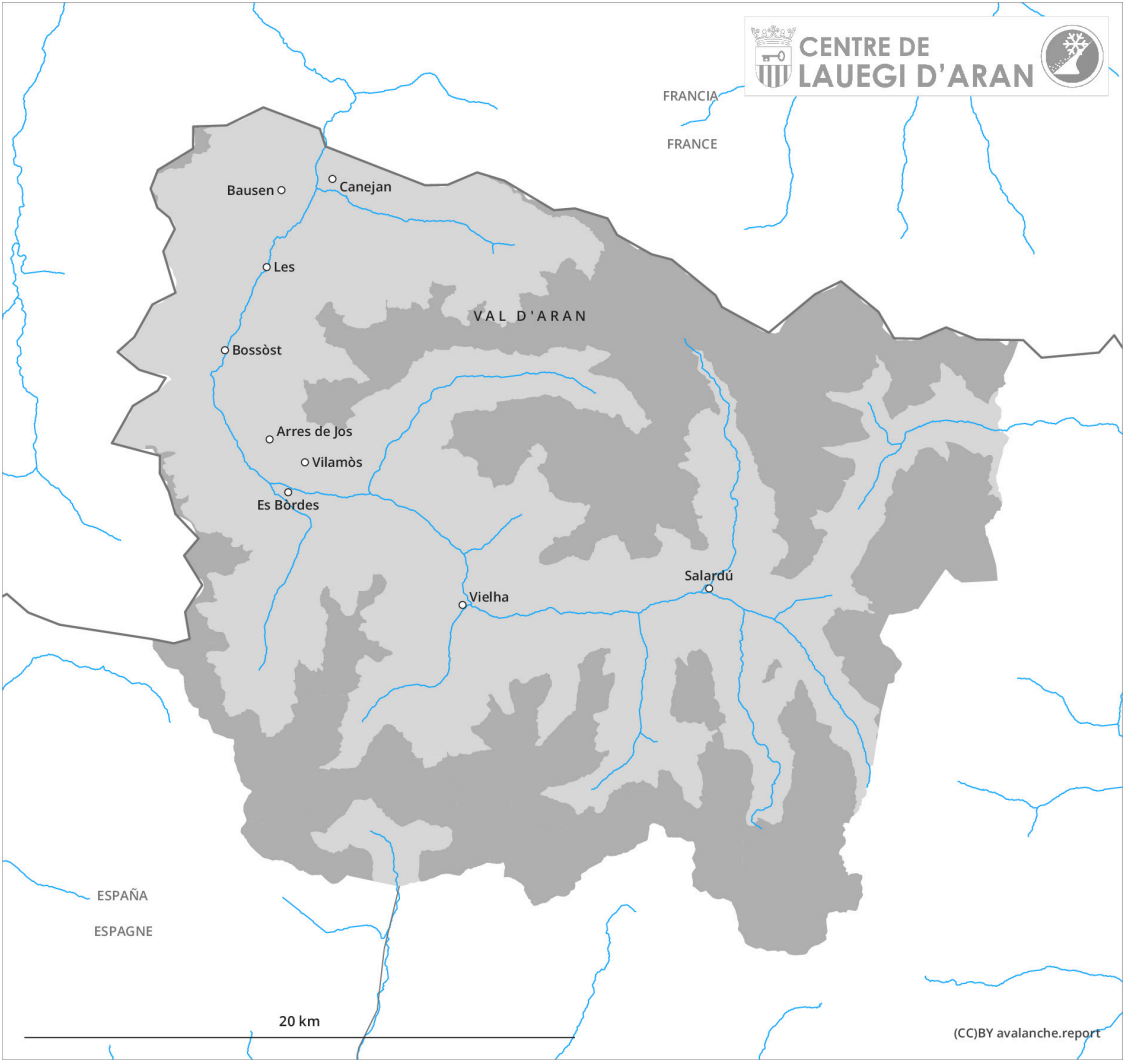 CENTRE DE
LAUEGI D'ARAN
FRANCIA
FRANCE
Bausen
Canejan
Les
VAL D'ARAN
Bossòst
Arres de Jos
Vilamòs
Es Bòrdes
Salardú
Vielha
ESPAÑA
ESPAGNE
20 km
(CC)BY avalanche.report